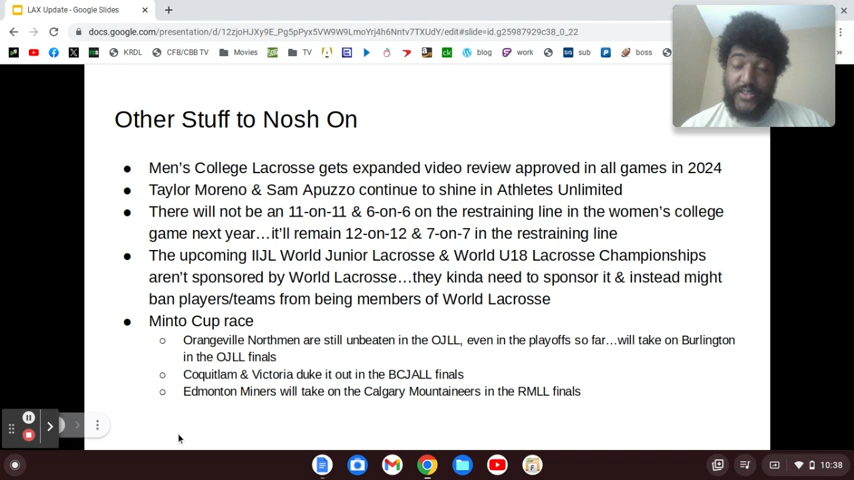 LAX Update - Google Slides
docs.google.com/presentation/d/12zzjoHJXy9E_Pg5pPyx5VW9W9LmoYrj4h6Nntv7TXUdY/edit#slide=id.g25987929c38_0_22
KRDL CFB/CBB TV Movies TV blog work sub boss
Other Stuff to Nosh On
● Men's College Lacrosse gets expanded video review approved in all games in 2024
● Taylor Moreno & Sam Apuzzo continue to shine in Athletes Unlimited
● There will not be an 11-on-11 & 6-on-6 on the restraining line in the women's college
game next year…it'll remain 12-on-12 & 7-on-7 in the restraining line
● The upcoming IIJL World Junior Lacrosse & World U18 Lacrosse Championships
aren't sponsored by World Lacrosse…they kinda need to sponsor it & instead might
ban players/teams from being members of World Lacrosse
● Minto Cup race
○ Orangeville Northmen are still unbeaten in the OJLL, even in the playoffs so far…will take on Burlington
in the OJLL finals
○ Coquitlam & Victoria duke it out in the BCJALL finals
○ Edmonton Miners will take on the Calgary Mountaineers in the RMLL finals
10:38